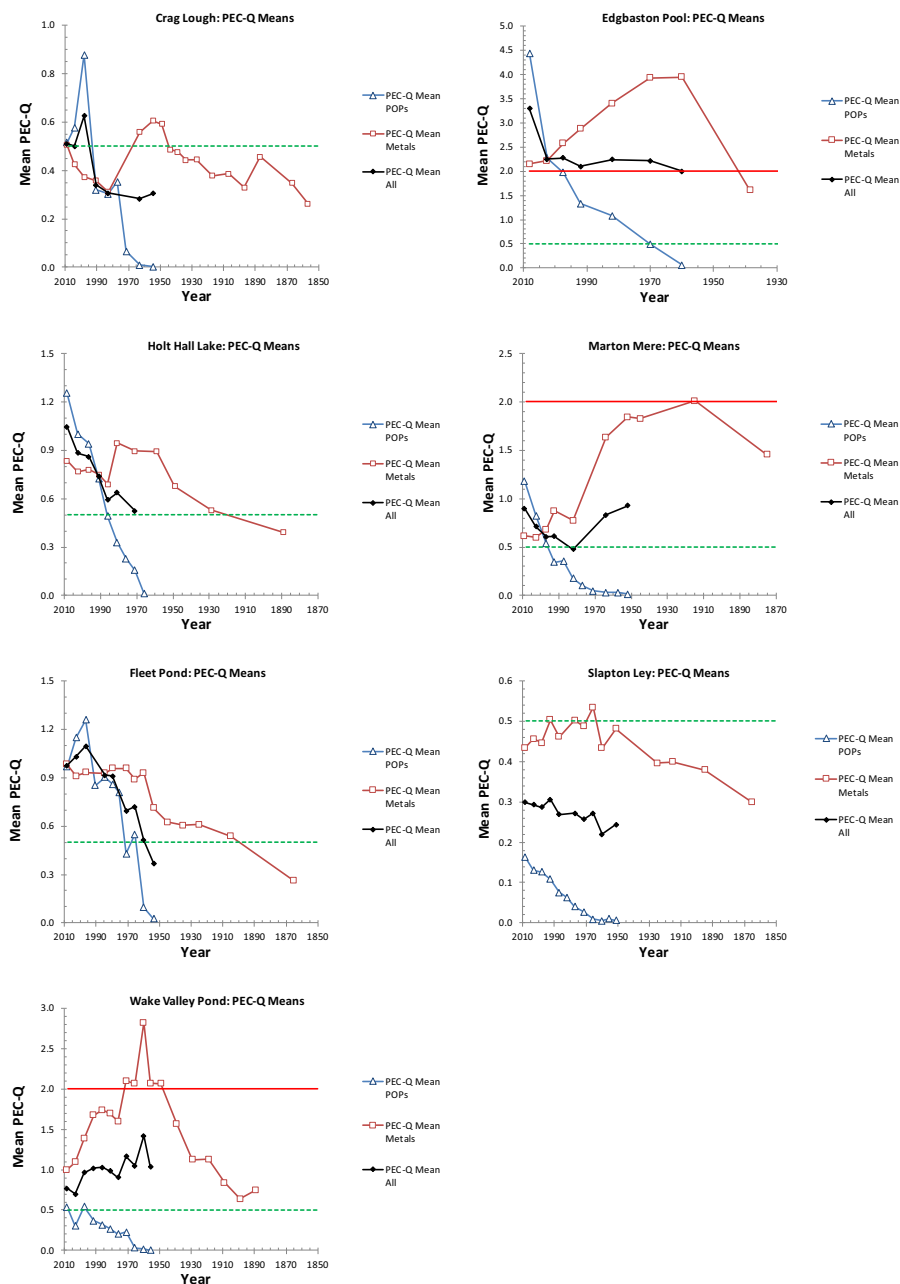 Crag Lough: PEC-Q Means
Mean PEC-Q
1.0
0.8
0.6
0.4
0.2
0.0
2010 1990 1970 1950 1930 1910 1890 1870 1850
Year
PEC-Q Mean
POPs
PEC-Q Mean
Metals
PEC-Q Mean
All
Edgbaston Pool: PEC-Q Means
Mean PEC-Q
5.0
4.5
4.0
3.5
3.0
2.5
2.0
1.5
1.0
0.5
0.0
2010 1990 1970 1950 1930
Year
PEC-Q Mean
POPs
PEC-Q Mean
Metals
PEC-Q Mean
All
Holt Hall Lake: PEC-Q Means
Mean PEC-Q
1.5
1.2
0.9
0.6
0.3
0.0
2010 1990 1970 1950 1930 1910 1890 1870
Year
PEC-Q Mean
POPs
PEC-Q Mean
Metals
PEC-Q Mean
All
Marton Mere: PEC-Q Means
Mean PEC-Q
2.5
2.0
1.5
1.0
0.5
0.0
2010 1990 1970 1950 1930 1910 1890 1870
Year
PEC-Q Mean
POPs
PEC-Q Mean
Metals
PEC-Q Mean
All
Fleet Pond: PEC-Q Means
Mean PEC-Q
1.5
1.2
0.9
0.6
0.3
0.0
2010 1990 1970 1950 1930 1910 1890 1870 1850
Year
PEC-Q Mean
POPs
PEC-Q Mean
Metals
PEC-Q Mean
All
Slapton Ley: PEC-Q Means
Mean PEC-Q
0.6
0.5
0.4
0.3
0.2
0.1
0.0
2010 1990 1970 1950 1930 1910 1890 1870 1850
Year
PEC-Q Mean
POPs
PEC-Q Mean
Metals
PEC-Q Mean
All
Wake Valley Pond: PEC-Q Means
Mean PEC-Q
3.0
2.5
2.0
1.5
1.0
0.5
0.0
2010 1990 1970 1950 1930 1910 1890 1870 1850
Year
PEC-Q Mean
POPs
PEC-Q Mean
Metals
PEC-Q Mean
All